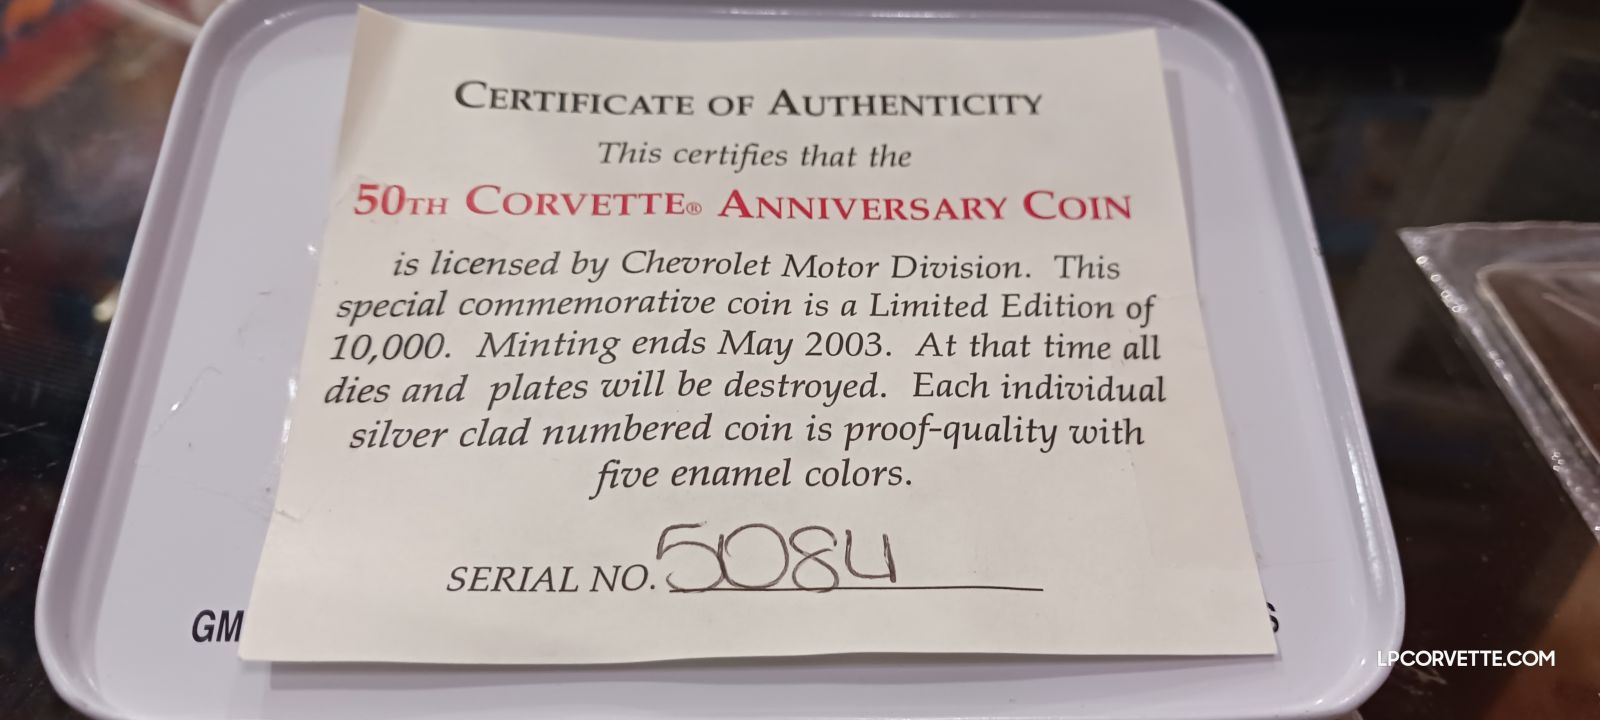 CERTIFICATE OF AUTHENTICITY
This certifies that the
50TH CORVETTE® ANNIVERSARY COIN
is licensed by Chevrolet Motor Division. This
special commemorative coin is a Limited Edition of
10,000. Minting ends May 2003. At that time all
dies and plates will be destroyed. Each individual
silver clad numbered coin is proof-quality with
five enamel colors.
SERIAL NO. 5084
GM
LPCORVETTE.COM